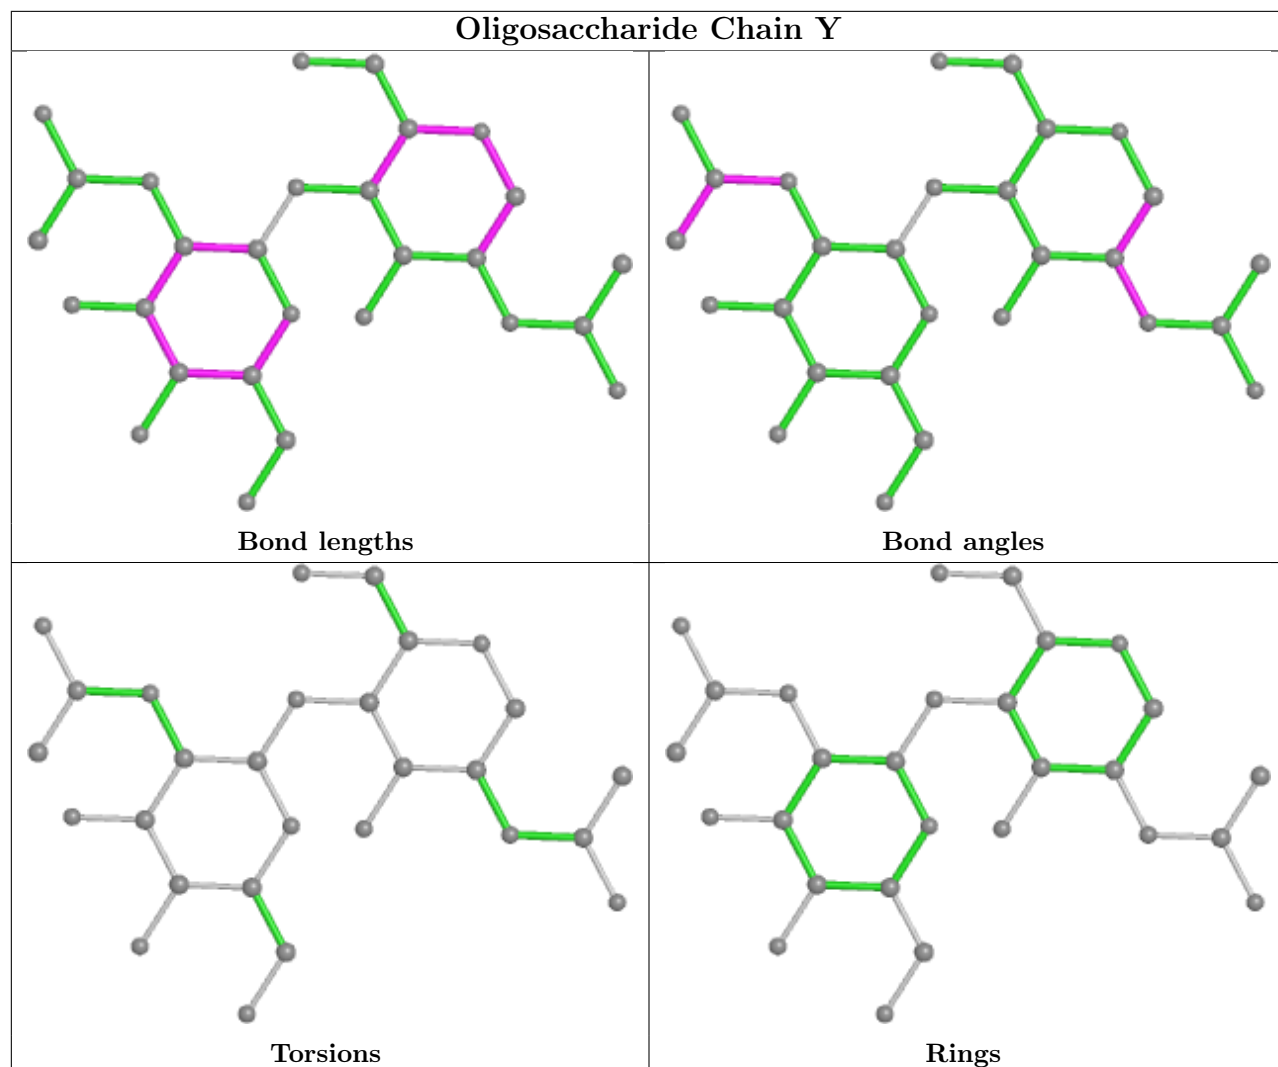 Oligosaccharide Chain Y
Bond lengths
Bond angles
Torsions
Rings